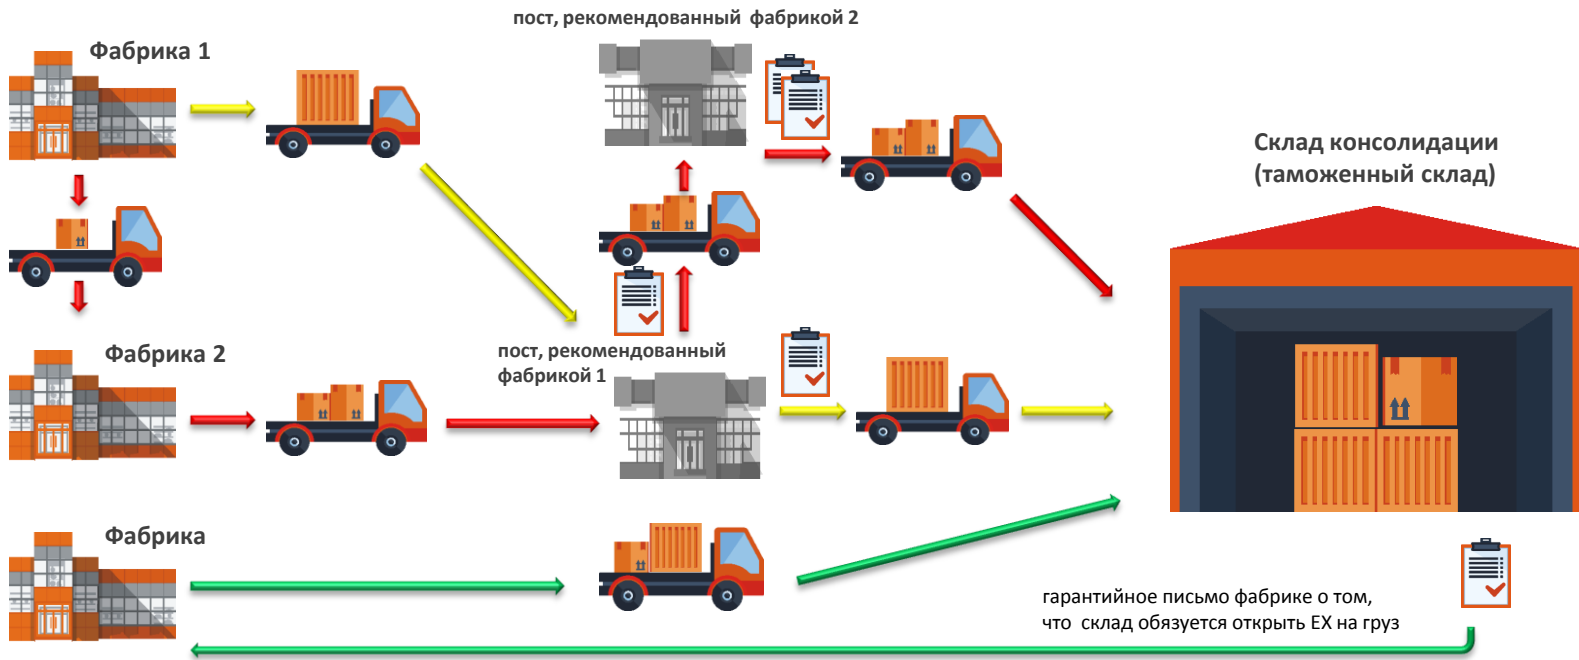 пост, рекомендованный фабрикой 2
Фабрика 1
Склад консолидации
(таможенный склад)
Фабрика 2
пост, рекомендованный
фабрикой 1
Фабрика
гарантийное письмо фабрике о том,
что склад обязуется открыть EX на груз